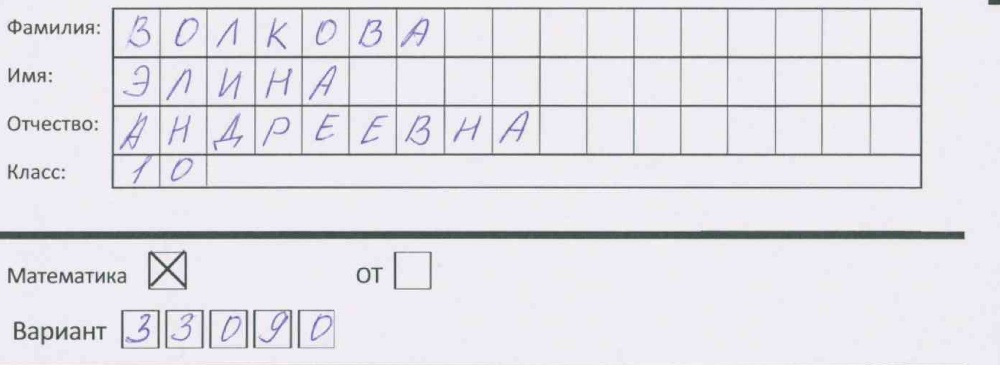 Фамилия: ВОЛКОВА
Имя: ЭЛИНА
Отчество: АНДРЕЕВНА
Класс: 10
Математика ☒ ОТ ☐
Вариант 33090